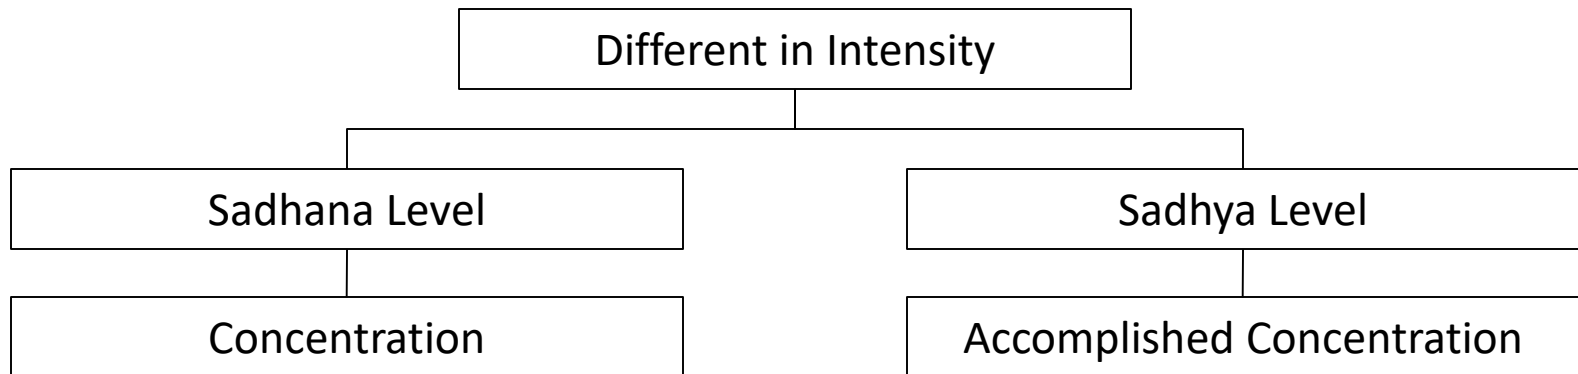 Different in Intensity
Sadhana Level
Sadhya Level
Concentration
Accomplished Concentration